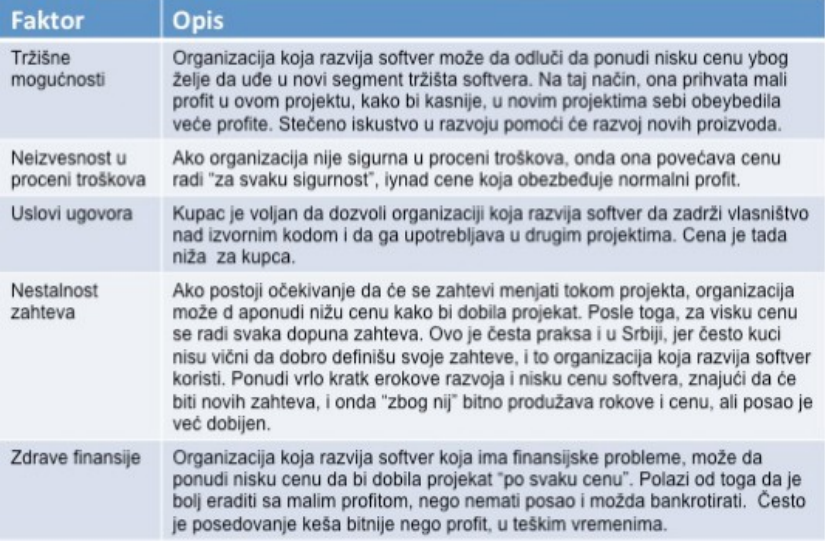 Faktor Opis
Tržišne mogućnosti
Organizacija koja razvija softver može da odluči da ponudi nisku cenu ybog
želje da uđe u novi segment tržišta softvera. Na taj način, ona prihvata mali
profit u ovom projektu, kako bi kasnije, u novim projektima sebi obeybedila
veće profite. Stečeno iskustvo u razvoju pomoći će razvoj novih proizvoda.
Neizvesnost u
proceni troškova
Ako organizacija nije sigurna u proceni troškova, onda ona povećava cenu
radi "za svaku sigurnost", iynad cene koja obezbeđuje normalni profit.
Uslovi ugovora
Kupac je voljan da dozvoli organizaciji koja razvija softver da zadrži vlasništvo
nad izvornim kodom i da ga upotrebljava u drugim projektima. Cena je tada
niža za kupca.
Nestalnost
zahteva
Ako postoji očekivanje da će se zahtevi menjati tokom projekta, organizacija
može d aponudi nižu cenu kako bi dobila projekat. Posle toga, za visku cenu
se radi svaka dopuna zahteva. Ovo je česta praksa i u Srbiji, jer često kuci
nisu vični da dobro definišu svoje zahteve, i to organizacija koja razvija softver
koristi. Ponudi vrlo kratk erokove razvoja i nisku cenu softvera, znajući da će
biti novih zahteva, i onda "zbog nij" bitno produžava rokove i cenu, ali posao je
već dobijen.
Zdrave finansije
Organizacija koja razvija softver koja ima finansijske probleme, može da
ponudi nisku cenu da bi dobila projekat "po svaku cenu". Polazi od toga da je
bolj eraditi sa malim profitom, nego nemati posao i možda bankrotirati. Često
je posedovanje keša bitnije nego profit, u teškim vremenima.